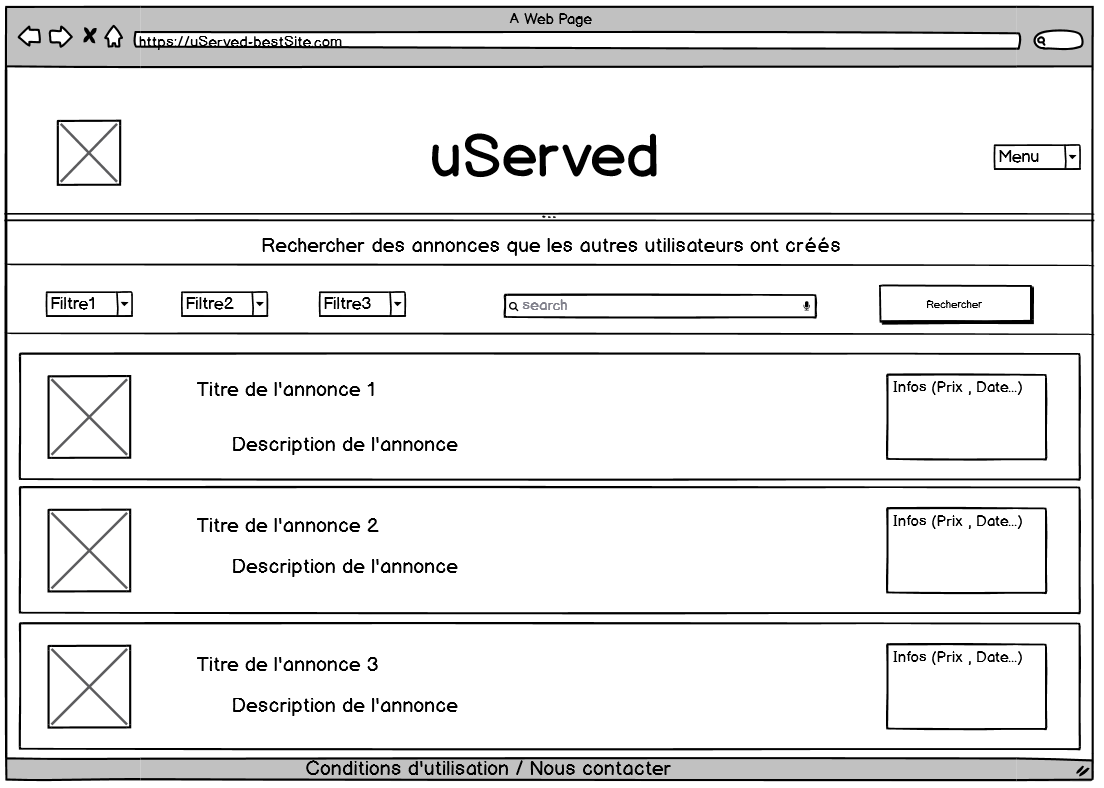 A Web Page
https://uServed-bestSite.com
uServed
Menu
Rechercher des annonces que les autres utilisateurs ont créés
Filtre1 Filtre2 Filtre3 search Rechercher
Titre de l'annonce 1
Infos (Prix , Date...)
Description de l'annonce
Titre de l'annonce 2
Infos (Prix , Date...)
Description de l'annonce
Titre de l'annonce 3
Infos (Prix , Date...)
Description de l'annonce
Conditions d'utilisation / Nous contacter